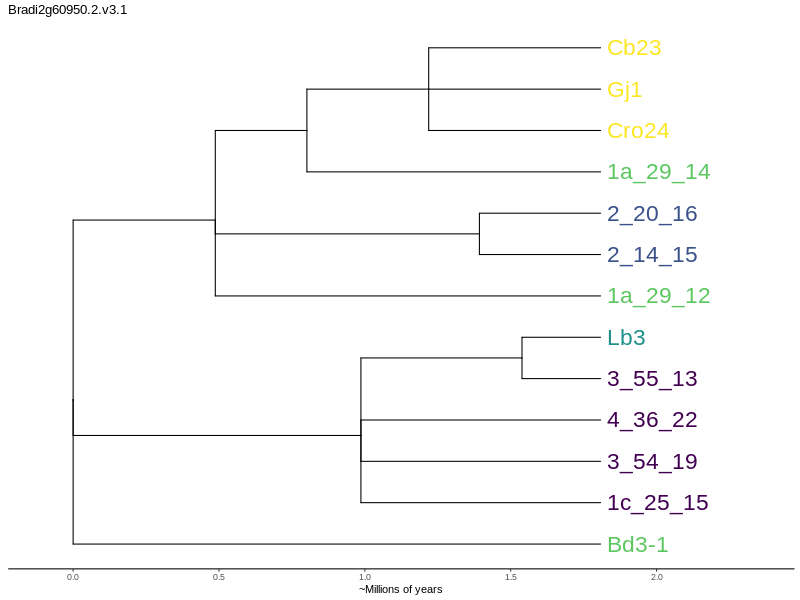 Bradi2g60950.2.v3.1
Cb23
Gj1
Cro24
1a_29_14
2_20_16
2_14_15
1a_29_12
Lb3
3_55_13
4_36_22
3_54_19
1c_25_15
Bd3-1
0.0 0.5 1.0 1.5 2.0
~Millions of years